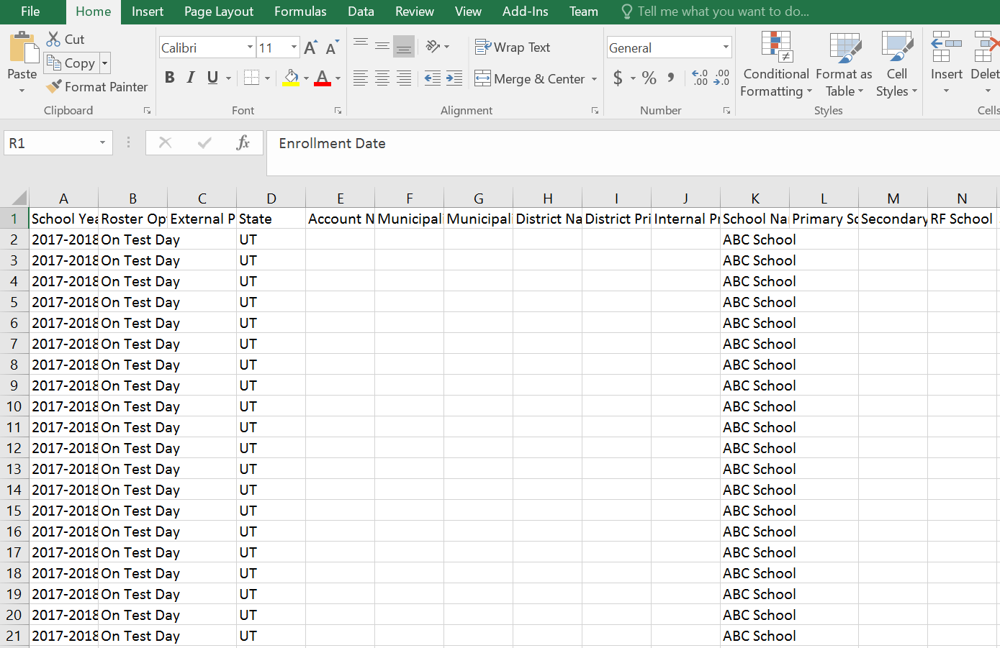 File Home Insert Page Layout Formulas Data Review View Add-Ins Team Tell me what you want to do...
Cut
Copy
Format Painter
Paste
Clipboard
Calibri 11
B I U A
Font
Wrap Text
Merge & Center
Alignment
General
$ % , .0 .00 .00 .0
Number
Conditional Formatting
Format as Table
Cell Styles
Styles
Insert Delet
Cells
R1 fx Enrollment Date
A B C D E F G H I J K L M N
1 School Yea Roster Op External P State Account N Municipali Municipali District Na District Pri Internal Pr School Na Primary Sc Secondary RF School
2 2017-2018 On Test Day UT ABC School
3 2017-2018 On Test Day UT ABC School
4 2017-2018 On Test Day UT ABC School
5 2017-2018 On Test Day UT ABC School
6 2017-2018 On Test Day UT ABC School
7 2017-2018 On Test Day UT ABC School
8 2017-2018 On Test Day UT ABC School
9 2017-2018 On Test Day UT ABC School
10 2017-2018 On Test Day UT ABC School
11 2017-2018 On Test Day UT ABC School
12 2017-2018 On Test Day UT ABC School
13 2017-2018 On Test Day UT ABC School
14 2017-2018 On Test Day UT ABC School
15 2017-2018 On Test Day UT ABC School
16 2017-2018 On Test Day UT ABC School
17 2017-2018 On Test Day UT ABC School
18 2017-2018 On Test Day UT ABC School
19 2017-2018 On Test Day UT ABC School
20 2017-2018 On Test Day UT ABC School
21 2017-2018 On Test Day UT ABC School